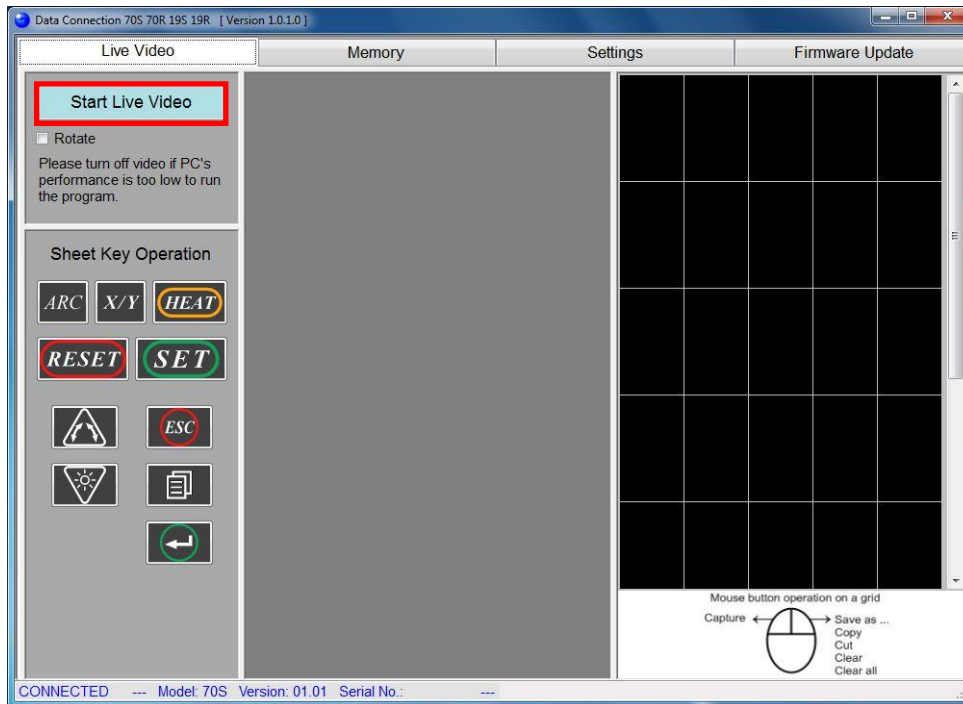 Data Connection 70S 70R 19S 19R [ Version 1.0.1.0 ]
Live Video
Memory
Settings
Firmware Update
Start Live Video
Rotate
Please turn off video if PC's
performance is too low to run
the program.
Sheet Key Operation
ARC
X/Y
HEAT
RESET
SET
ESC
Mouse button operation on a grid
Capture
Save as ...
Copy
Cut
Clear
Clear all
CONNECTED --- Model: 70S Version: 01.01 Serial No.: ---